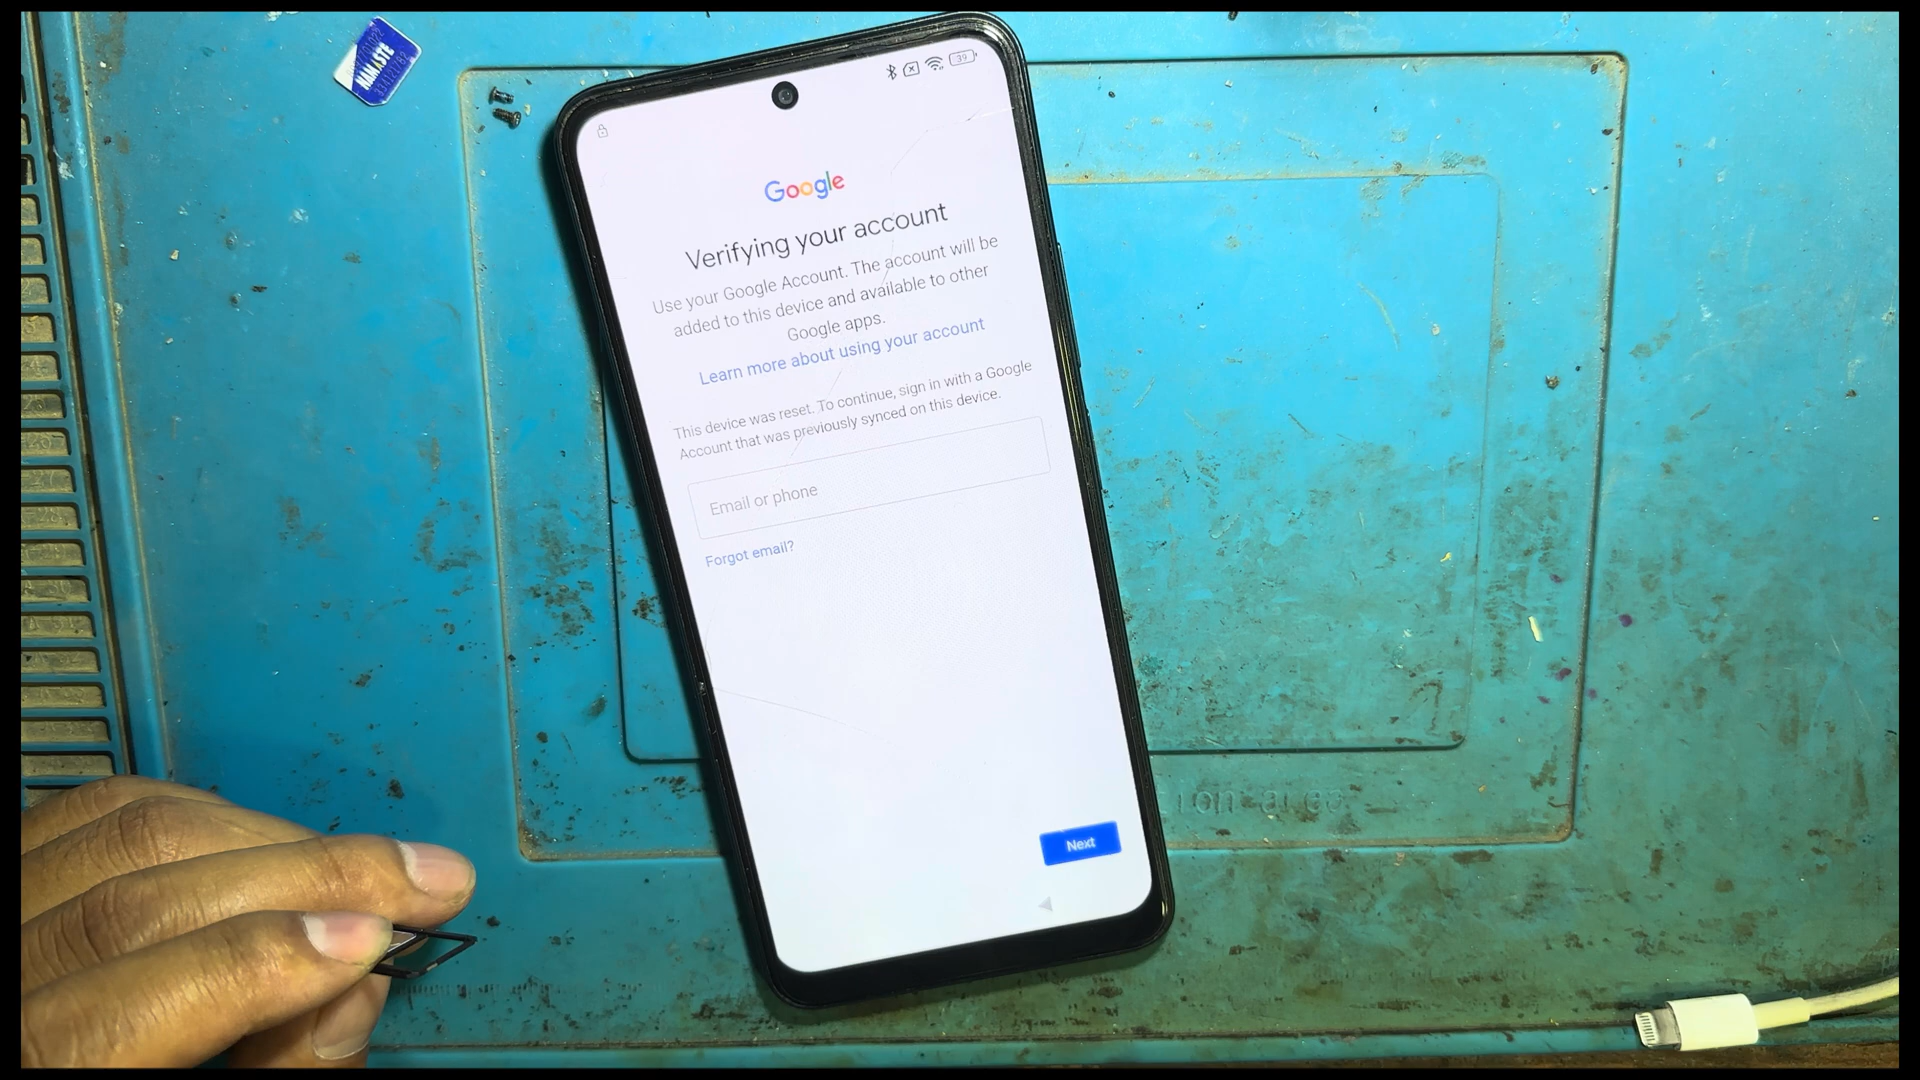 NAMASTE
39
Google
Verifying your account
Use your Google Account. The account will be
added to this device and available to other
Google apps.
Learn more about using your account
This device was reset. To continue, sign in with a Google
Account that was previously synced on this device.
Email or phone
Forgot email?
Next